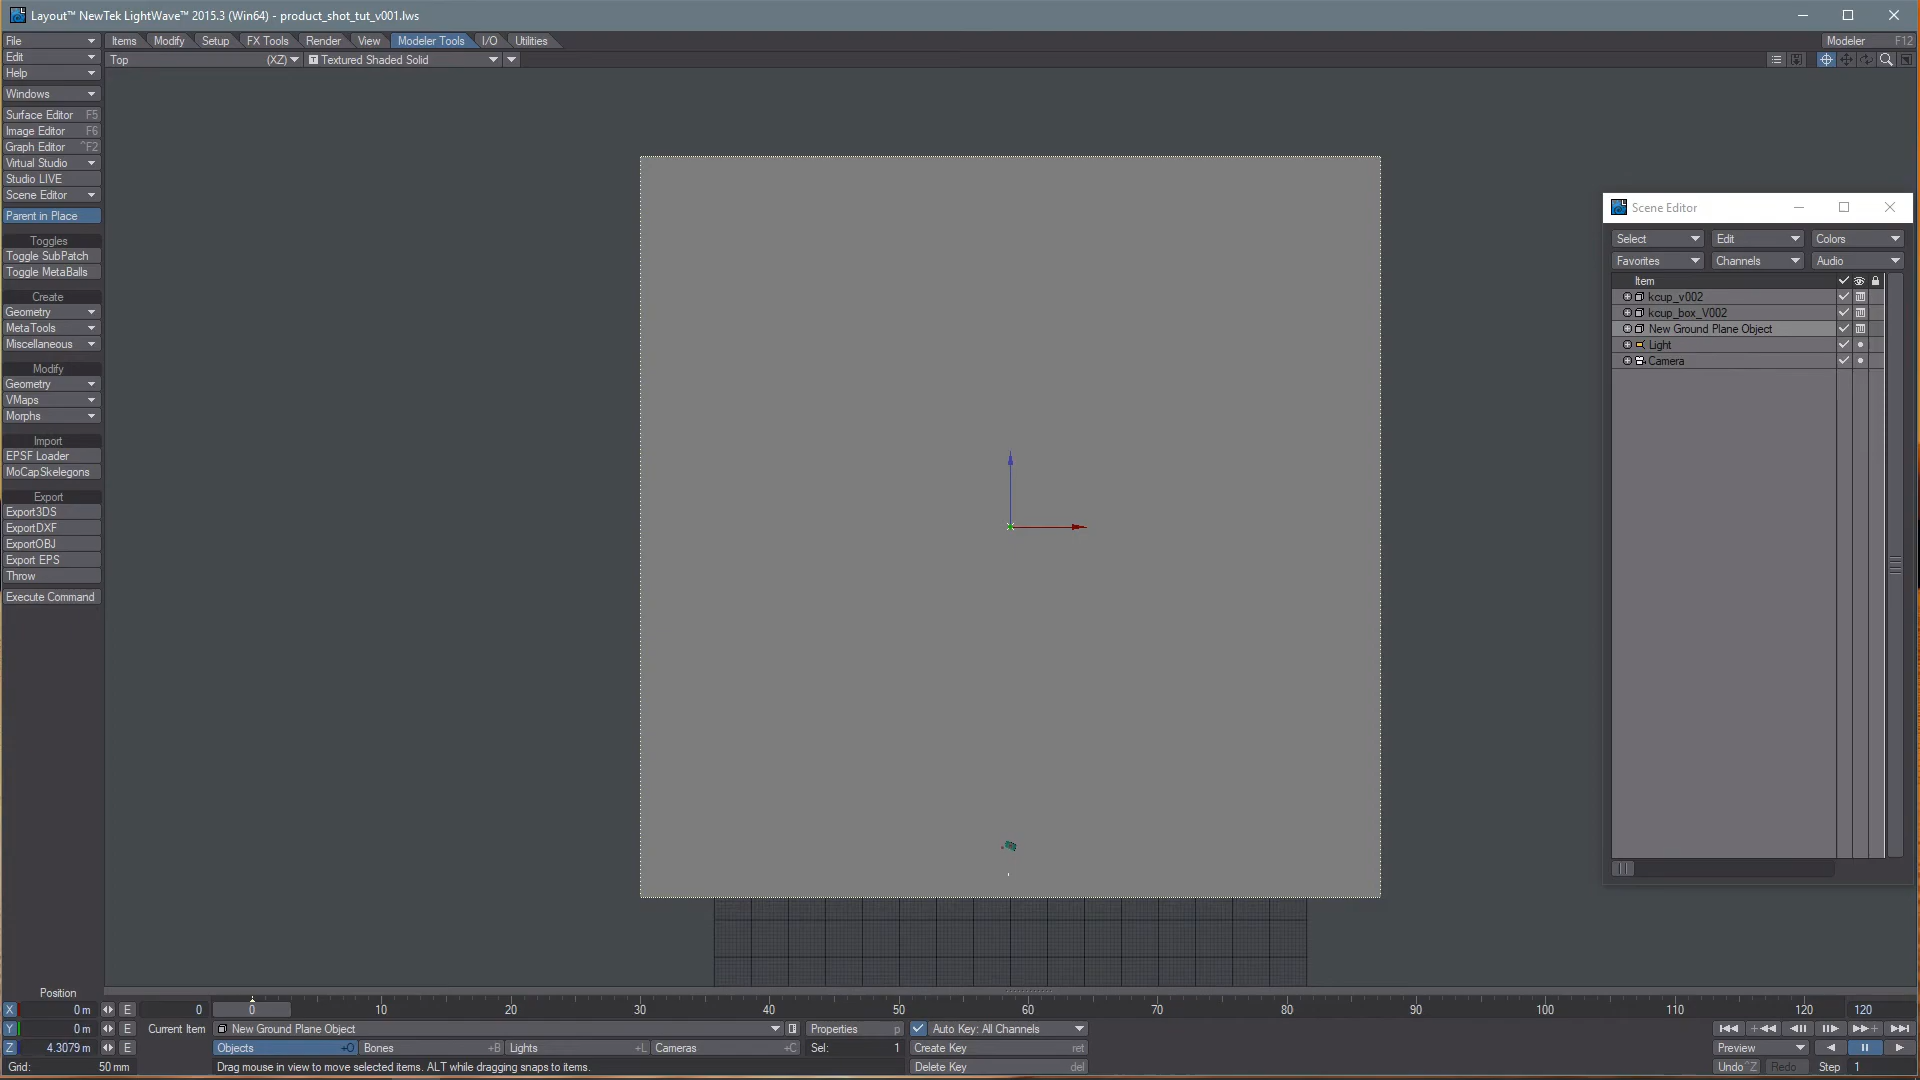 Layout™ NewTek LightWave™ 2015.3 (Win64) - product_shot_tut_v001.lws
File Items Modify Setup FX Tools Render View Modeler Tools I/O Utilities Modeler F12
Edit Top (XZ) T Textured Shaded Solid
Help
Windows
Surface Editor F5
Image Editor F6
Graph Editor ^F2
Virtual Studio
Studio LIVE
Scene Editor
Parent in Place
Toggles
Toggle SubPatch
Toggle MetaBalls
Create
Geometry
MetaTools
Miscellaneous
Modify
Geometry
VMaps
Morphs
Import
EPSF Loader
MoCapSkelegons
Export
Export3DS
ExportDXF
ExportOBJ
Export EPS
Throw
Execute Command
Scene Editor
Select Edit Colors
Favorites Channels Audio
Item
kcup_v002
kcup_box_V002
New Ground Plane Object
Light
Camera
Position
X 0 m E 0 0 10 20 30 40 50 60 70 80 90 100 110 120 120
Y 0 m E Current Item New Ground Plane Object Properties p Auto Key: All Channels
Z 4.3079 m E Objects +O Bones +B Lights +L Cameras +C Sel: 1 Create Key ret Preview
Grid: 50 mm Drag mouse in view to move selected items. ALT while dragging snaps to items. Delete Key del Undo ^Z Redo Step 1